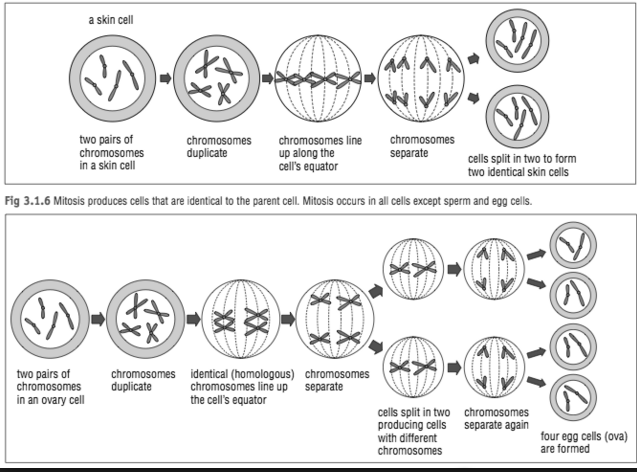 a skin cell
two pairs of
chromosomes
in a skin cell
chromosomes
duplicate
chromosomes line
up along the
cell's equator
chromosomes
separate
cells split in two to form
two identical skin cells
Fig 3.1.6 Mitosis produces cells that are identical to the parent cell. Mitosis occurs in all cells except sperm and egg cells.
two pairs of
chromosomes
in an ovary cell
chromosomes
duplicate
identical (homologous)
chromosomes line up
the cell's equator
chromosomes
separate
cells split in two
producing cells
with different
chromosomes
chromosomes
separate again
four egg cells (ova)
are formed